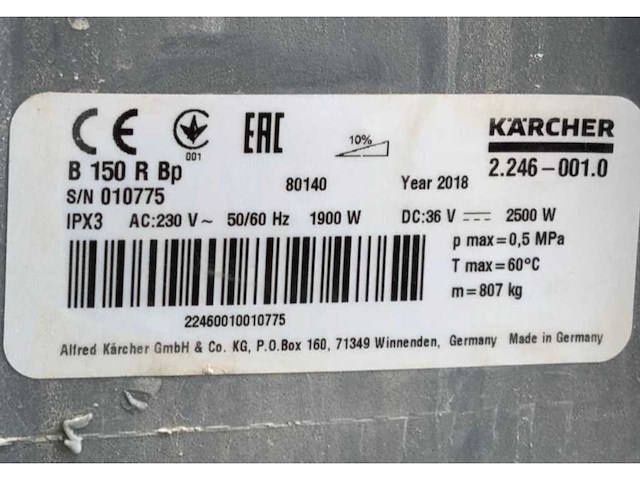 CE 001 EAC 10% KÄRCHER
B 150 R Bp 2.246-001.0
S/N 010775 80140 Year 2018
IPX3 AC:230 V~ 50/60 Hz 1900 W DC:36 V ⎓ 2500 W
p max=0,5 MPa
T max=60°C
m=807 kg
22460010010775
Alfred Kärcher GmbH & Co. KG, P.O.Box 160, 71349 Winnenden, Germany Made in Germany